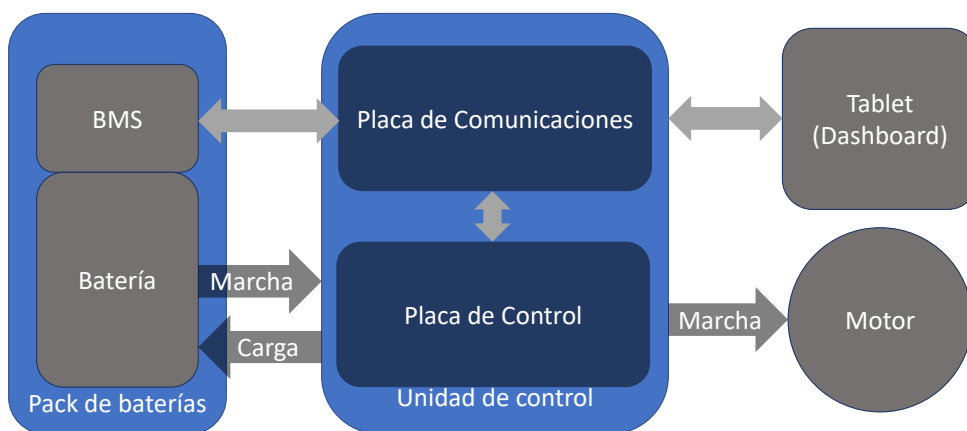 BMS
Placa de Comunicaciones
Tablet
(Dashboard)
Batería
Marcha
Carga
Placa de Control
Marcha
Motor
Pack de baterías
Unidad de control